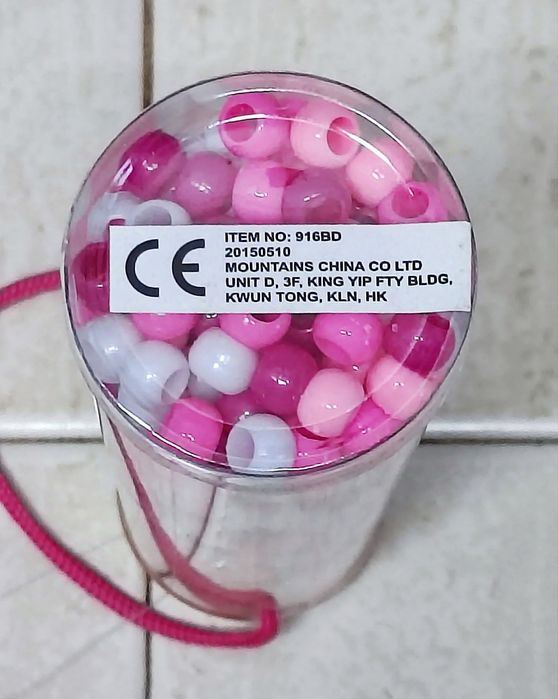 CE
ITEM NO: 916BD
20150510
MOUNTAINS CHINA CO LTD
UNIT D, 3F, KING YIP FTY BLDG,
KWUN TONG, KLN, HK